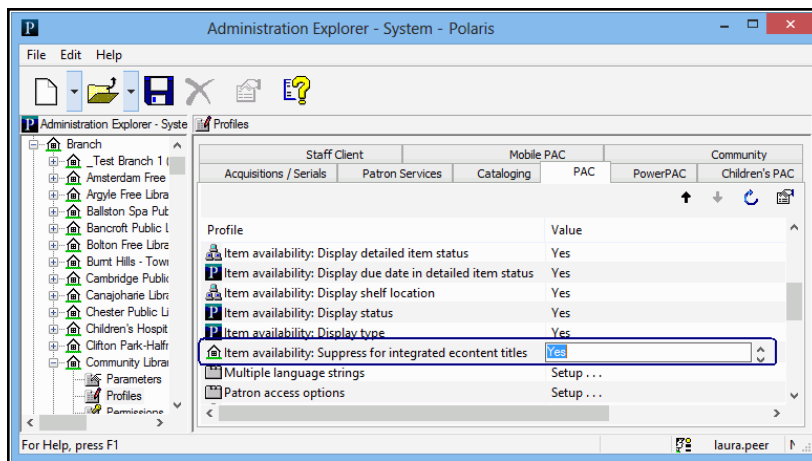 P
Administration Explorer - System - Polaris
File Edit Help
P Administration Explorer - Syste
Profiles
Branch
_Test Branch 1 (
Amsterdam Free
Argyle Free Libra
Ballston Spa Pub
Bancroft Public L
Bolton Free Libra
Burnt Hills - Town
Cambridge Public
Canajoharie Libra
Chester Public Li
Children's Hospit
Clifton Park-Halfr
Community Librar
Parameters
Profiles
Permissions
Staff Client Mobile PAC Community
Acquisitions / Serials Patron Services Cataloging PAC PowerPAC Children's PAC
Profile Value
Item availability: Display detailed item status Yes
P Item availability: Display due date in detailed item status Yes
Item availability: Display shelf location Yes
P Item availability: Display status Yes
P Item availability: Display type Yes
Item availability: Suppress for integrated econtent titles Yes
Multiple language strings Setup . . .
Patron access options Setup . . .
For Help, press F1 laura.peer